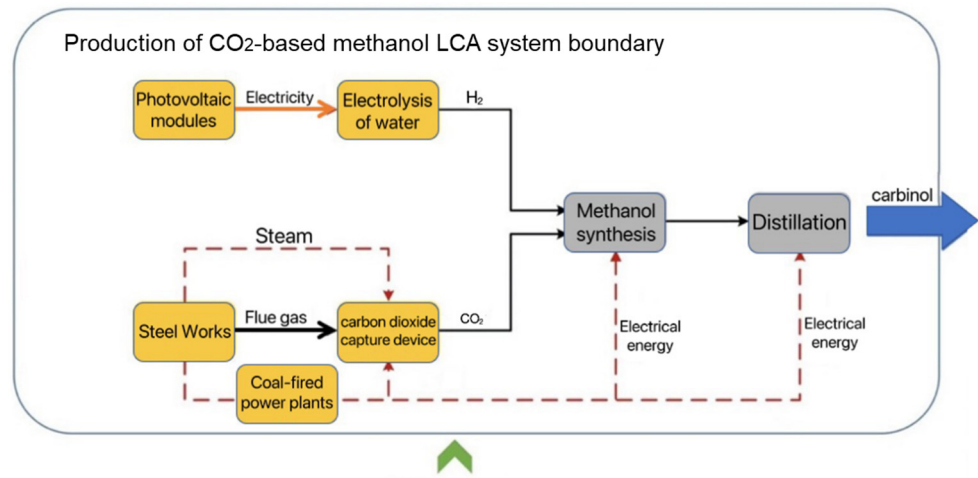 Production of CO₂-based methanol LCA system boundary
Photovoltaic
modules
Electricity
Electrolysis
of water
H₂
Methanol
synthesis
Distillation
carbinol
Steam
Steel Works
Flue gas
carbon dioxide
capture device
CO₂
Coal-fired
power plants
Electrical
energy
Electrical
energy